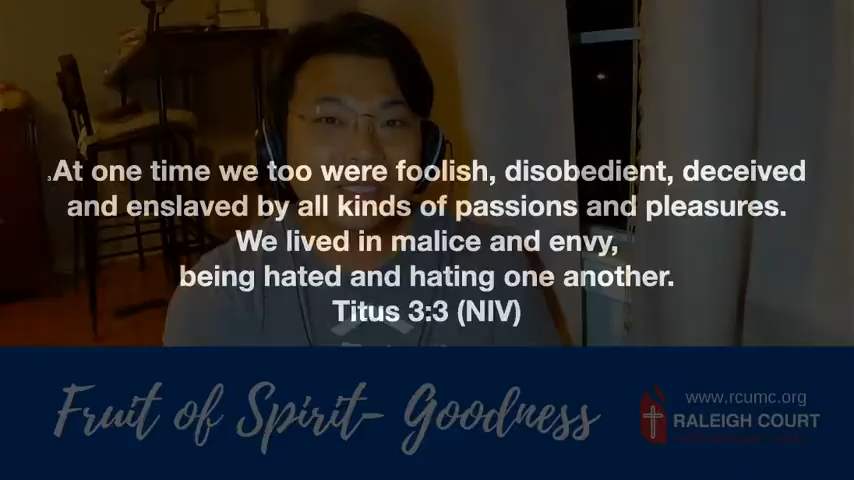 3At one time we too were foolish, disobedient, deceived
and enslaved by all kinds of passions and pleasures.
We lived in malice and envy,
being hated and hating one another.
Titus 3:3 (NIV)
Fruit of Spirit- Goodness
www.rcumc.org
RALEIGH COURT